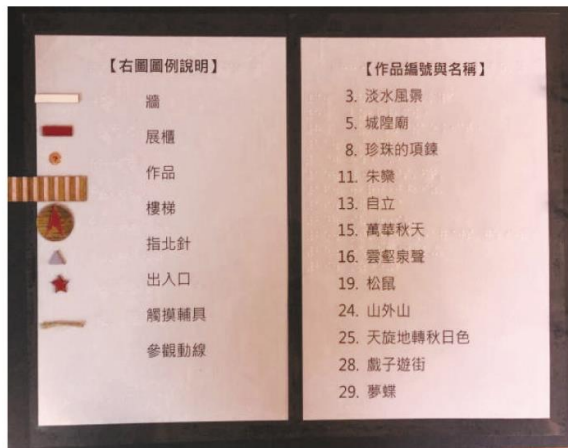 【右圖圖例說明】
牆
展櫃
作品
樓梯
指北針
出入口
觸摸輔具
參觀動線
【作品編號與名稱】
3. 淡水風景
5. 城隍廟
8. 珍珠的項鍊
11. 朱欒
13. 自立
15. 萬華秋天
16. 雲壑泉聲
19. 松鼠
24. 山外山
25. 天旋地轉秋日色
28. 戲子遊街
29. 夢蝶